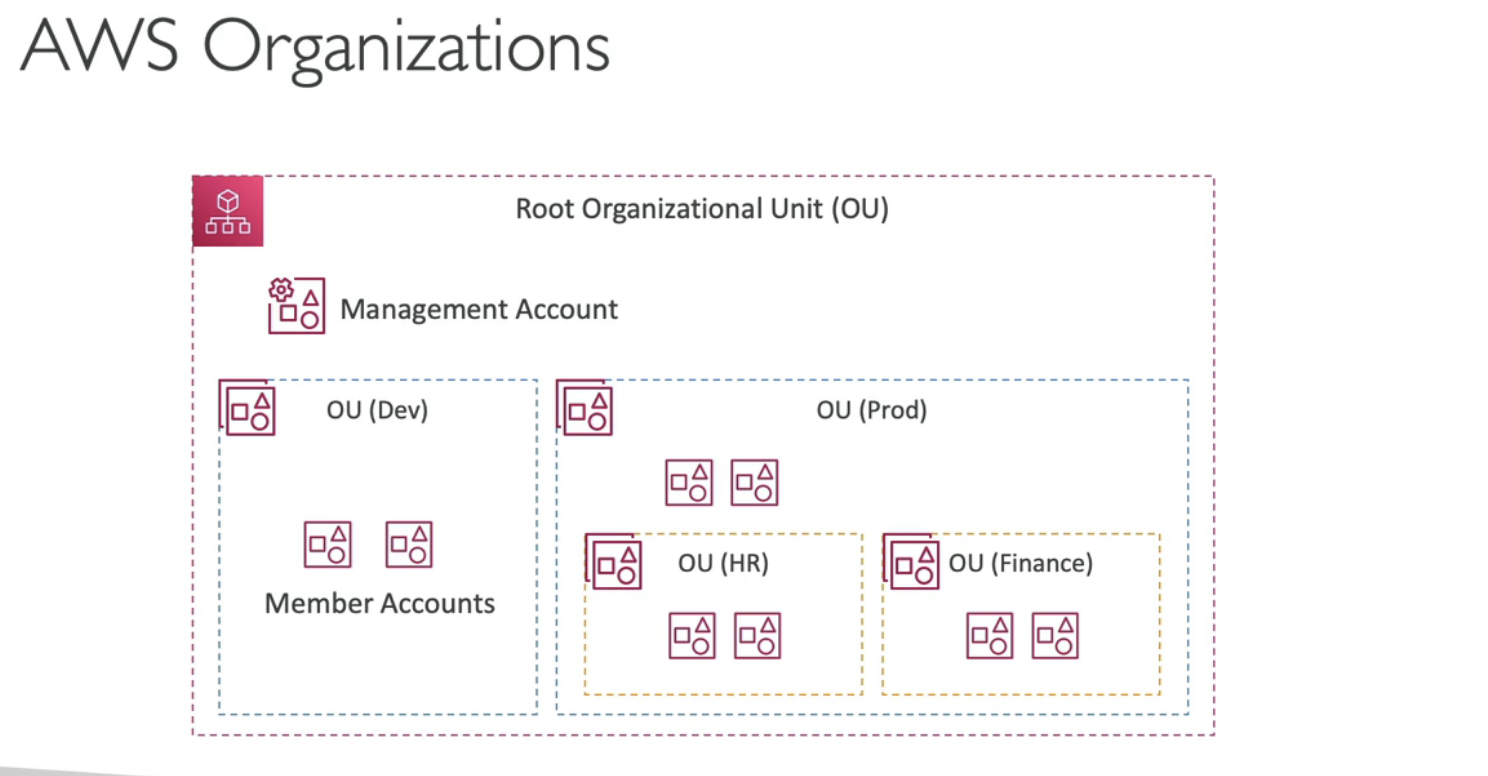 AWS Organizations
Root Organizational Unit (OU)
Management Account
OU (Dev)
OU (Prod)
Member Accounts
OU (HR)
OU (Finance)